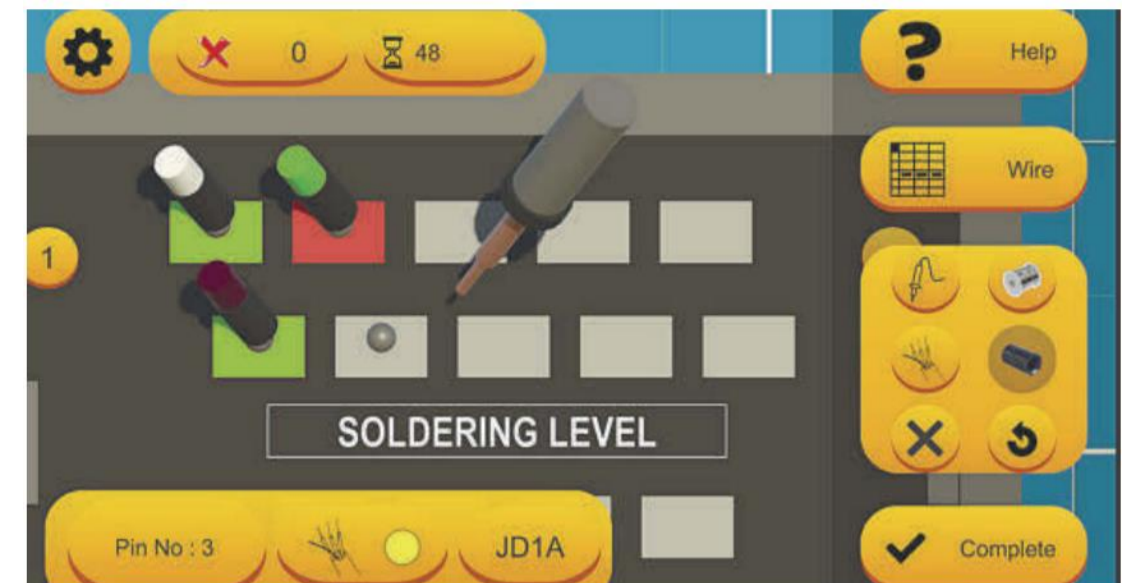 0
48
Help
Wire
1
SOLDERING LEVEL
Pin No : 3
JD1A
Complete